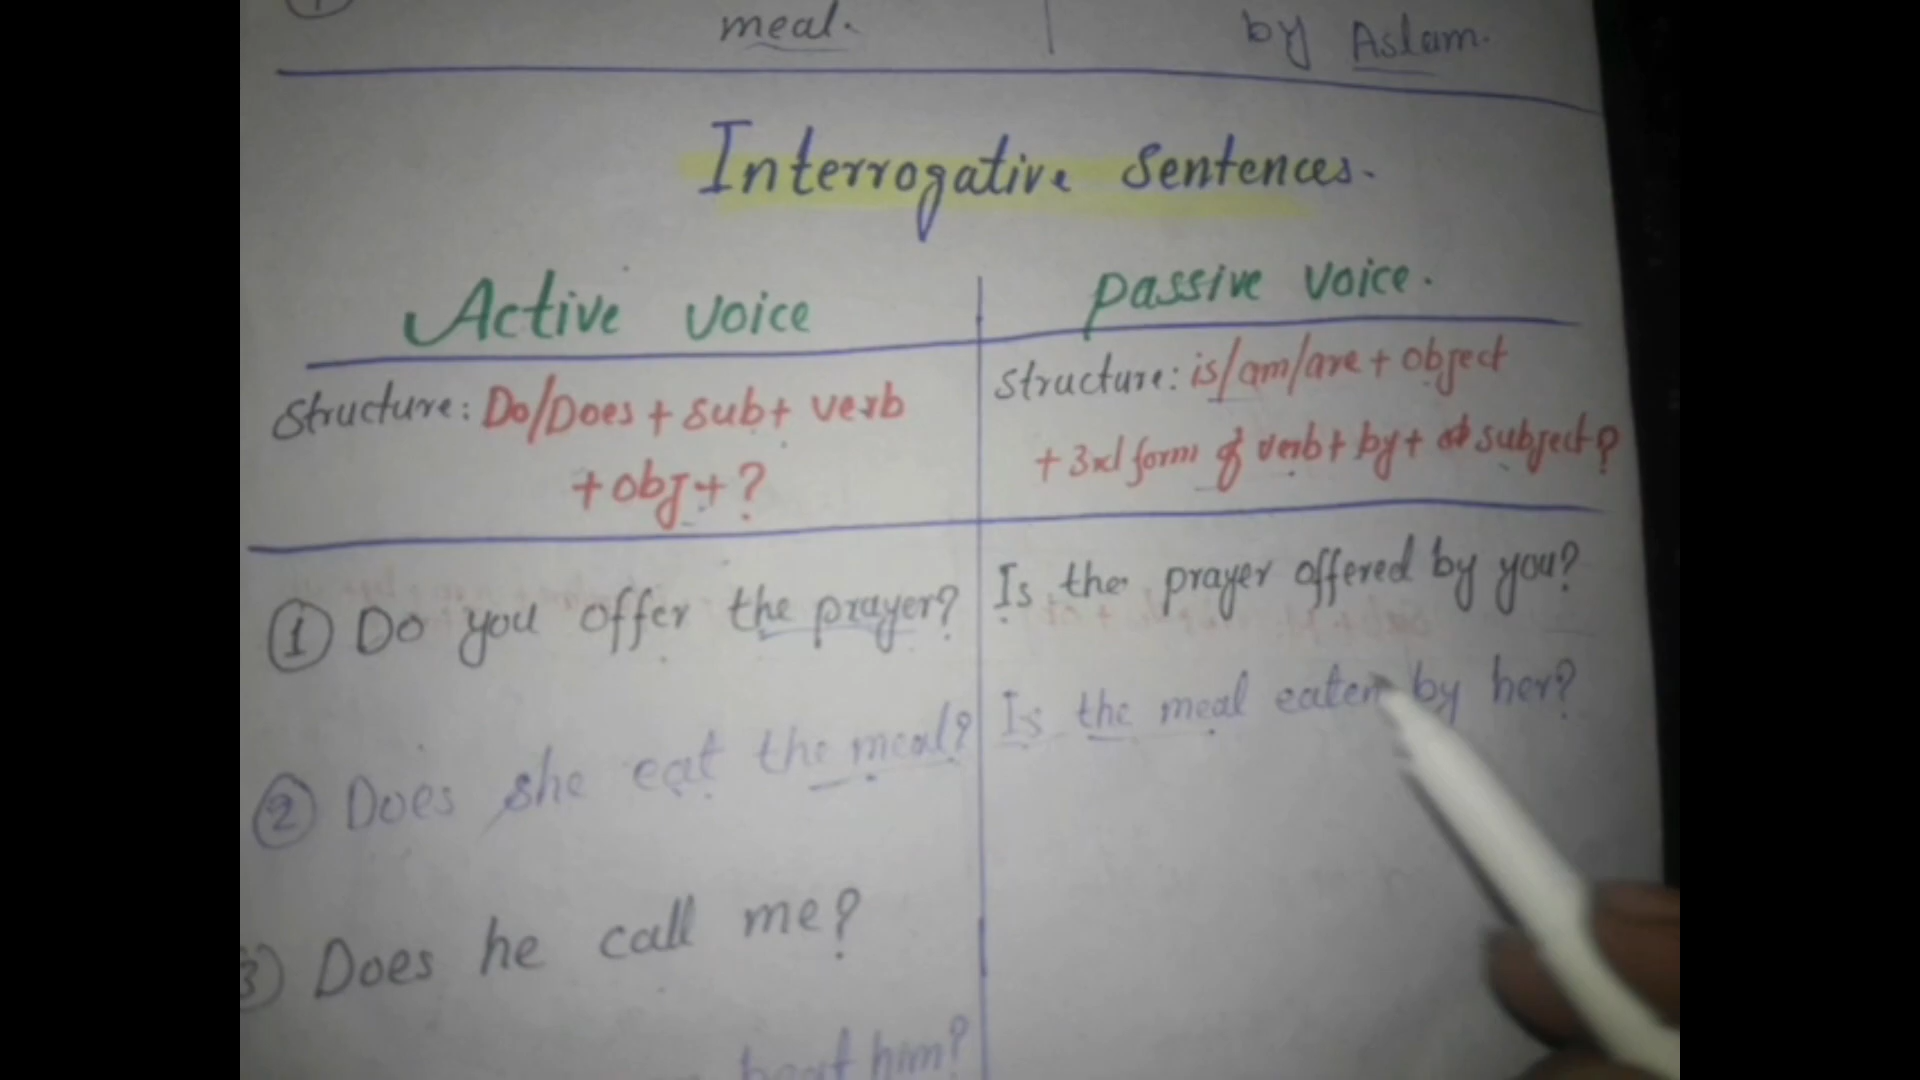 meal.
by Aslam.
Interrogative Sentences.
Active voice
passive voice.
Structure: Do/Does + sub + verb
+ obj + ?
Structure: is/am/are + object
+ 3rd form of verb + by + subject?
① Do you offer the prayer?
Is the prayer offered by you?
② Does she eat the meal?
Is the meal eaten by her?
3) Does he call me?
beat him?